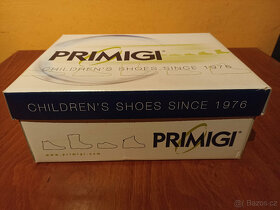 PRIMIGI®
CHILDREN'S SHOES SINCE 1976
CHILDREN'S SHOES SINCE 1976
PRIMIGI®
www.primigi.com
Bazos.cz